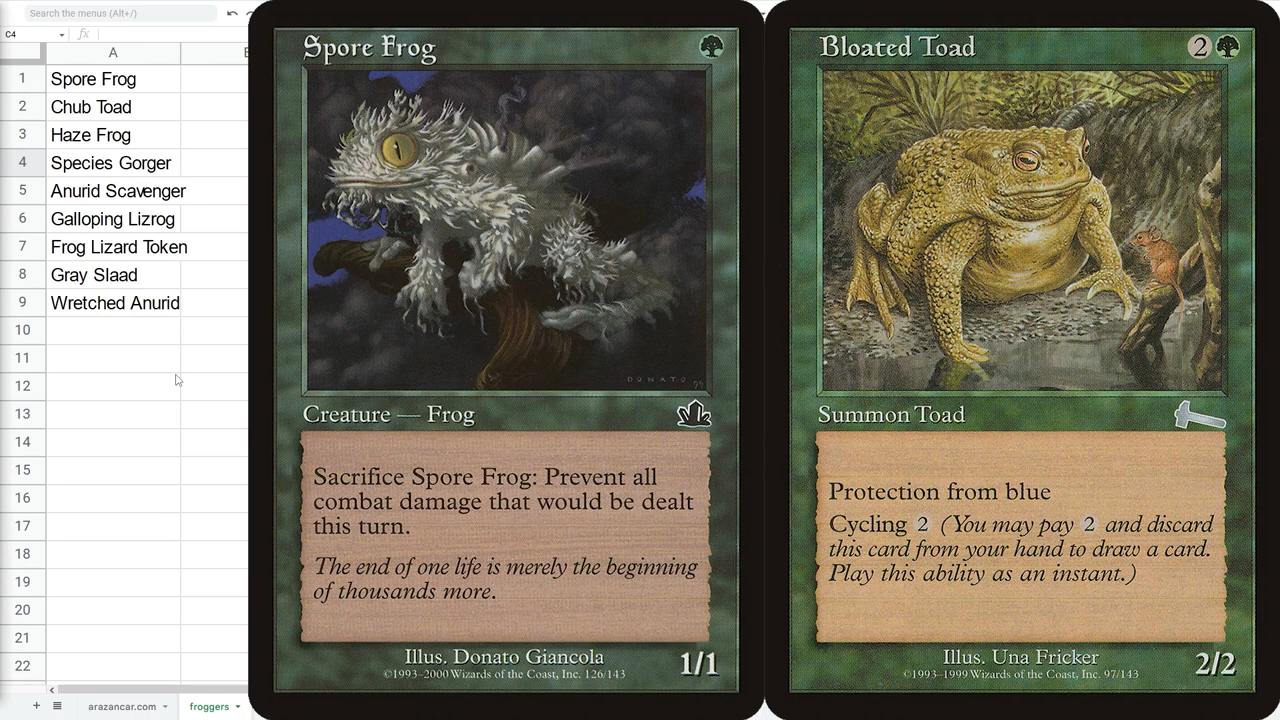 Search the menus (Alt+/)
C4
fx
A
1 Spore Frog
2 Chub Toad
3 Haze Frog
4 Species Gorger
5 Anurid Scavenger
6 Galloping Lizrog
7 Frog Lizard Token
8 Gray Slaad
9 Wretched Anurid
10
11
12
13
14
15
16
17
18
19
20
21
22
arazancar.com
froggers
Spore Frog
DONATO 99
Creature — Frog
Sacrifice Spore Frog: Prevent all
combat damage that would be dealt
this turn.
The end of one life is merely the beginning
of thousands more.
Illus. Donato Giancola
©1993–2000 Wizards of the Coast, Inc. 126/143
1/1
Bloated Toad
2
Summon Toad
Protection from blue
Cycling 2 (You may pay 2 and discard
this card from your hand to draw a card.
Play this ability as an instant.)
Illus. Una Fricker
©1993–1999 Wizards of the Coast, Inc. 97/143
2/2